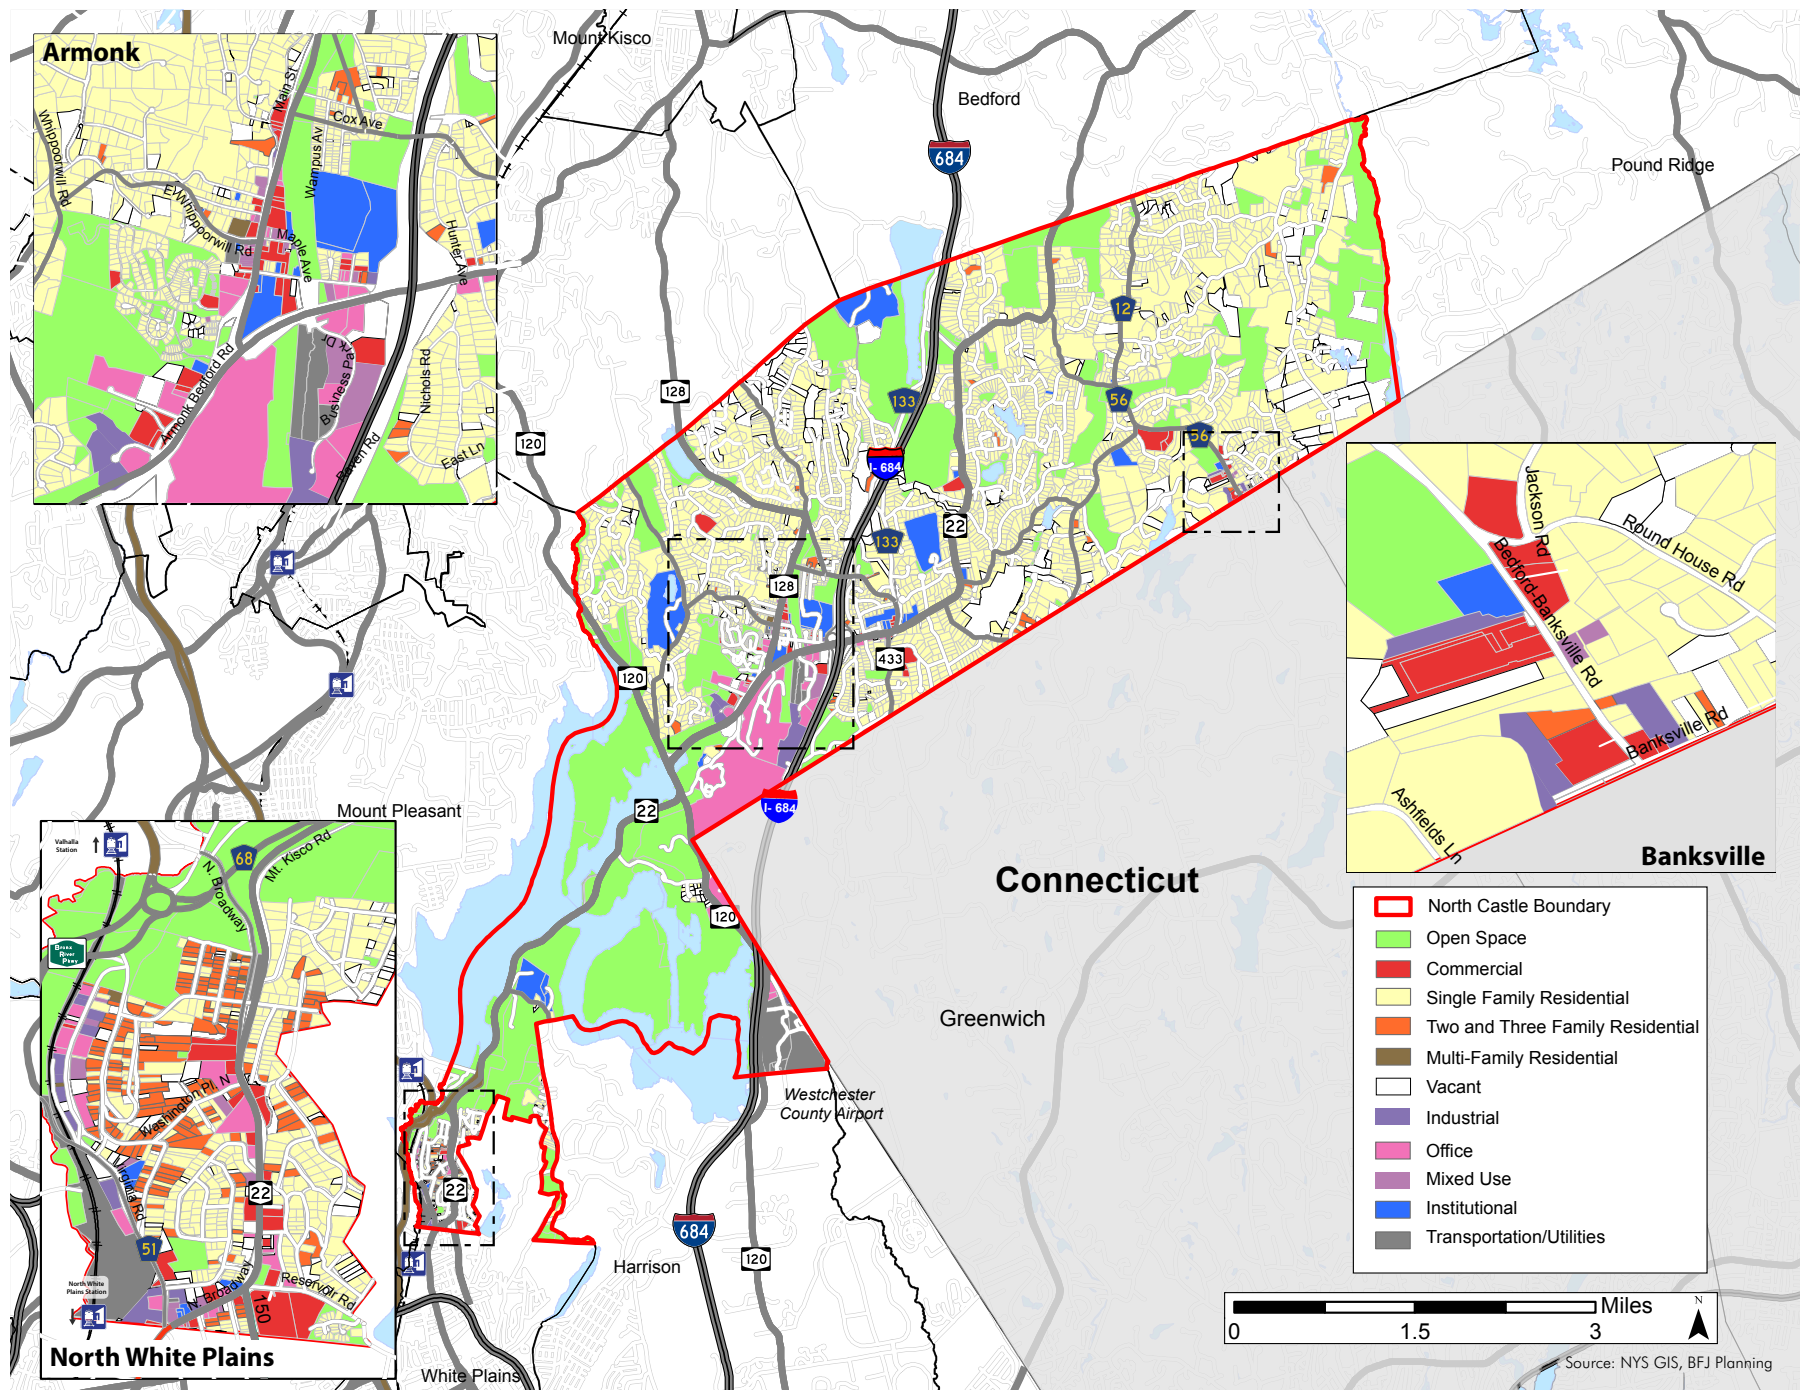 Armonk
Main St
Cox Ave
Wampus Av
Whippoorwill Rd
E Whippoorwill Rd
Maple Ave
Hunter Ave
Business Park Dr
Nichols Rd
Armonk Bedford Rd
Raven Rd
East Ln
Mount Kisco
Bedford
684
Pound Ridge
12
128
133
56
56
120
I-684
22
133
128
433
120
Jackson Rd
Round House Rd
Bedford-Banksville Rd
Banksville Rd
Ashfields Ln
Banksville
22
I-684
Mount Pleasant
Connecticut
120
Greenwich
Westchester
County Airport
22
684
Harrison
120
White Plains
Valhalla
Station
68
N. Broadway
Mt. Kisco Rd
Bronx
River
Pkwy
Washington Pl. N
Virginia Rd
22
51
North White
Plains Station
N. Broadway
Reservoir Rd
150
North White Plains
North Castle Boundary
Open Space
Commercial
Single Family Residential
Two and Three Family Residential
Multi-Family Residential
Vacant
Industrial
Office
Mixed Use
Institutional
Transportation/Utilities
Miles
0 1.5 3
N
Source: NYS GIS, BFJ Planning